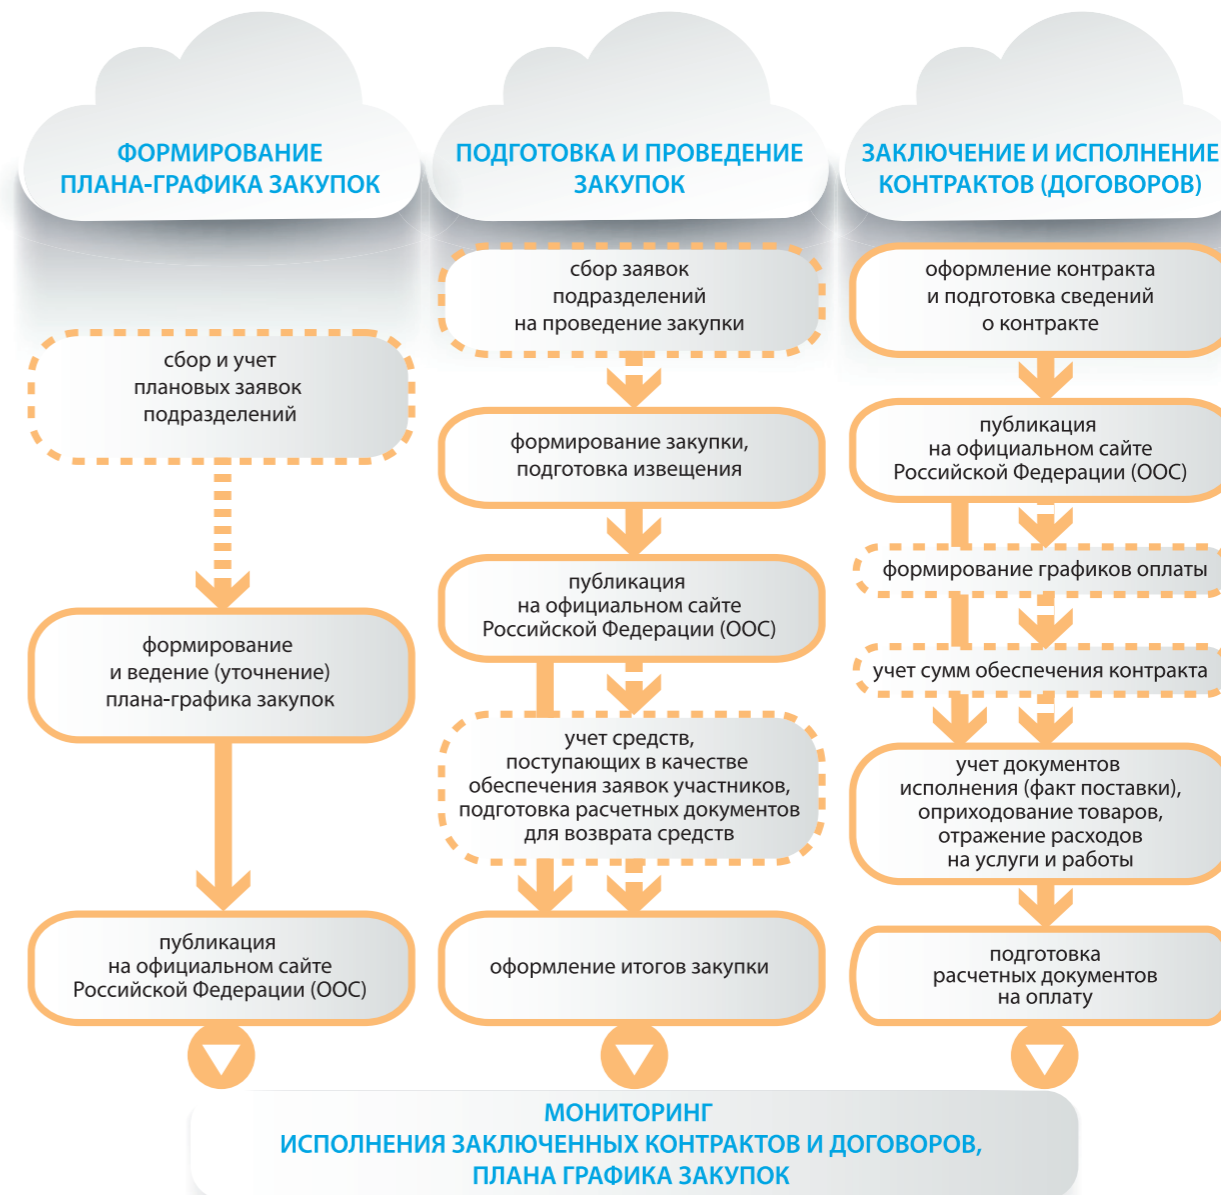 ФОРМИРОВАНИЕ
ПЛАНА-ГРАФИКА ЗАКУПОК
сбор и учет
плановых заявок
подразделений
формирование
и ведение (уточнение)
плана-графика закупок
публикация
на официальном сайте
Российской Федерации (ООС)
ПОДГОТОВКА И ПРОВЕДЕНИЕ
ЗАКУПОК
сбор заявок
подразделений
на проведение закупки
формирование закупки,
подготовка извещения
публикация
на официальном сайте
Российской Федерации (ООС)
учет средств,
поступающих в качестве
обеспечения заявок участников,
подготовка расчетных документов
для возврата средств
оформление итогов закупки
ЗАКЛЮЧЕНИЕ И ИСПОЛНЕНИЕ
КОНТРАКТОВ (ДОГОВОРОВ)
оформление контракта
и подготовка сведений
о контракте
публикация
на официальном сайте
Российской Федерации (ООС)
формирование графиков оплаты
учет сумм обеспечения контракта
учет документов
исполнения (факт поставки),
оприходование товаров,
отражение расходов
на услуги и работы
подготовка
расчетных документов
на оплату
МОНИТОРИНГ
ИСПОЛНЕНИЯ ЗАКЛЮЧЕННЫХ КОНТРАКТОВ И ДОГОВОРОВ,
ПЛАНА ГРАФИКА ЗАКУПОК